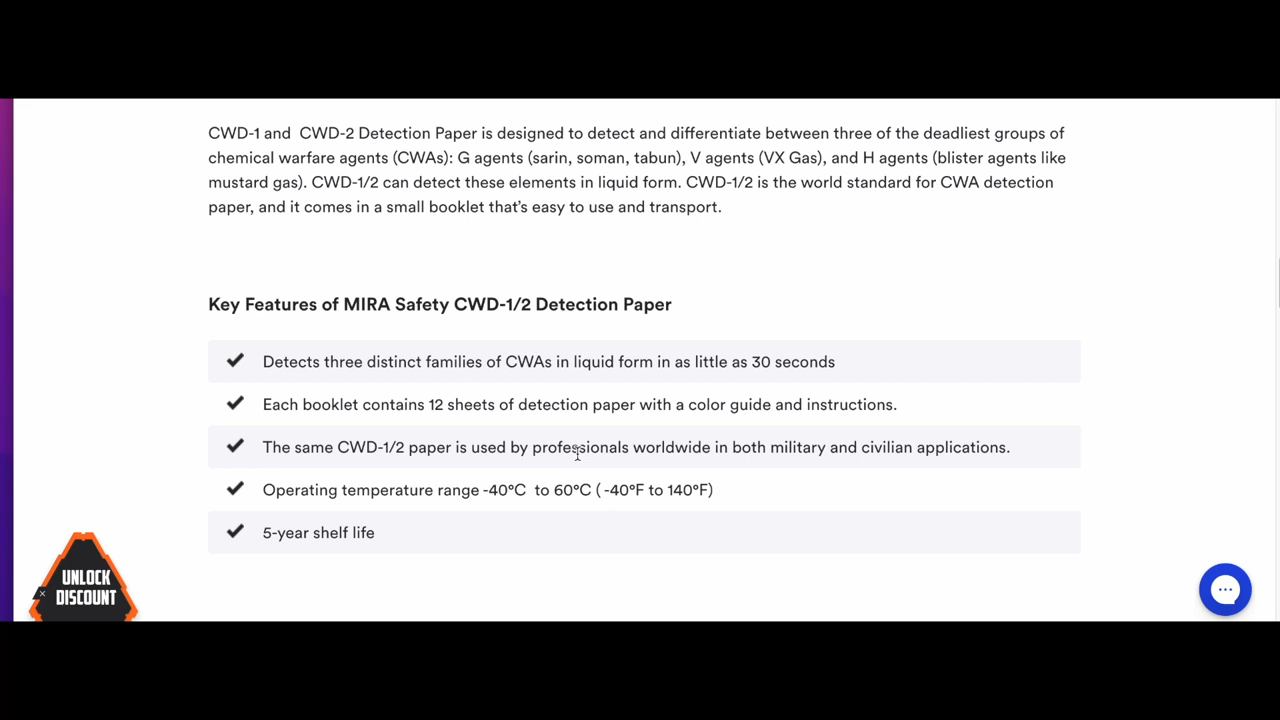 CWD-1 and  CWD-2 Detection Paper is designed to detect and differentiate between three of the deadliest groups of
chemical warfare agents (CWAs): G agents (sarin, soman, tabun), V agents (VX Gas), and H agents (blister agents like
mustard gas). CWD-1/2 can detect these elements in liquid form. CWD-1/2 is the world standard for CWA detection
paper, and it comes in a small booklet that’s easy to use and transport.
Key Features of MIRA Safety CWD-1/2 Detection Paper
Detects three distinct families of CWAs in liquid form in as little as 30 seconds
Each booklet contains 12 sheets of detection paper with a color guide and instructions.
The same CWD-1/2 paper is used by professionals worldwide in both military and civilian applications.
Operating temperature range -40°C  to 60°C ( -40°F to 140°F)
5-year shelf life
UNLOCK
DISCOUNT